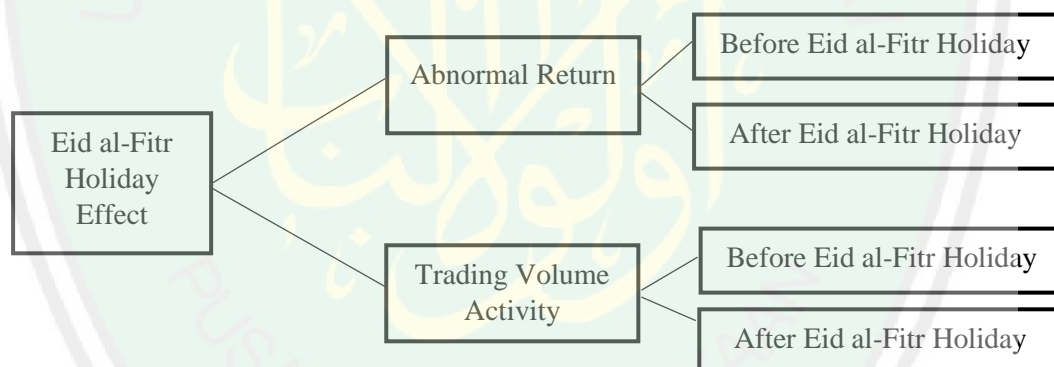 Before Eid al-Fitr Holiday
Abnormal Return
After Eid al-Fitr Holiday
Eid al-Fitr
Holiday
Effect
Before Eid al-Fitr Holiday
Trading Volume
Activity
After Eid al-Fitr Holiday